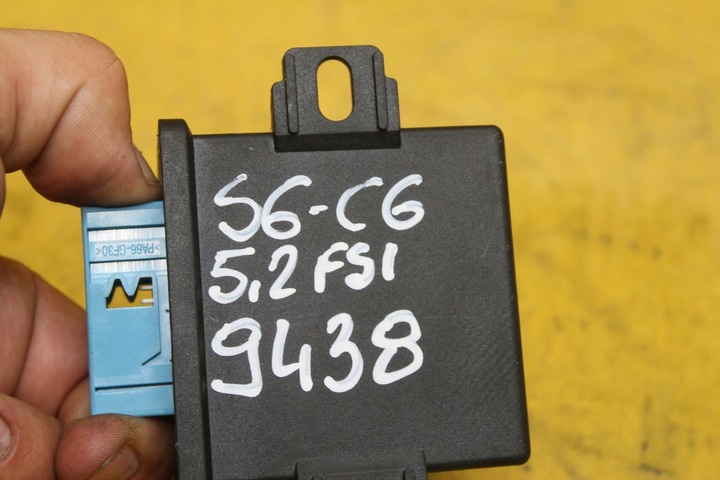 S6-C6
5,2 FSI
9438
>PA66-GF30<